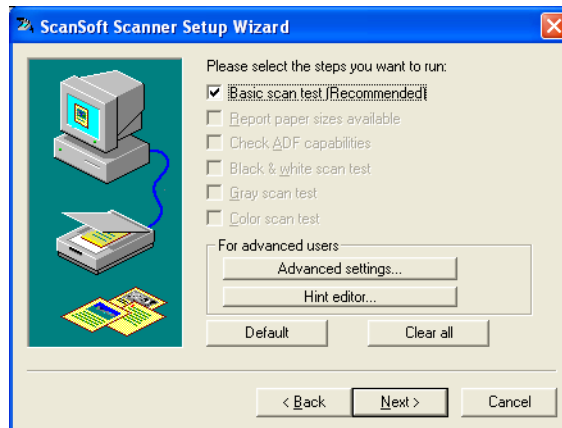 ScanSoft Scanner Setup Wizard
Please select the steps you want to run:
Basic scan test (Recommended)
Report paper sizes available
Check ADF capabilities
Black & white scan test
Gray scan test
Color scan test
For advanced users
Advanced settings...
Hint editor...
Default Clear all
< Back Next > Cancel